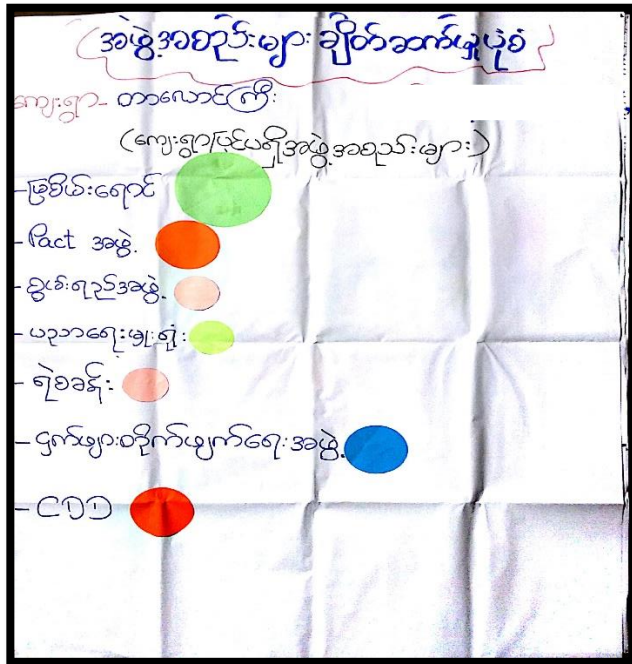 အဖွဲ့အစည်းများ ချိတ်ဆက်မှုပုံစံ
ကျေးရွာ- တာလောင်ကြီး
(ကျေးရွာပြင်ပရှိအဖွဲ့အစည်းများ)
-မြစိမ်းရောင်
-Pact အဖွဲ့
-စွမ်းရည်အဖွဲ့
-ပညာရေးမှူးရုံး
-ရဲစခန်း
-ငှက်ဖျားတိုက်ဖျက်ရေးအဖွဲ့
-CDD